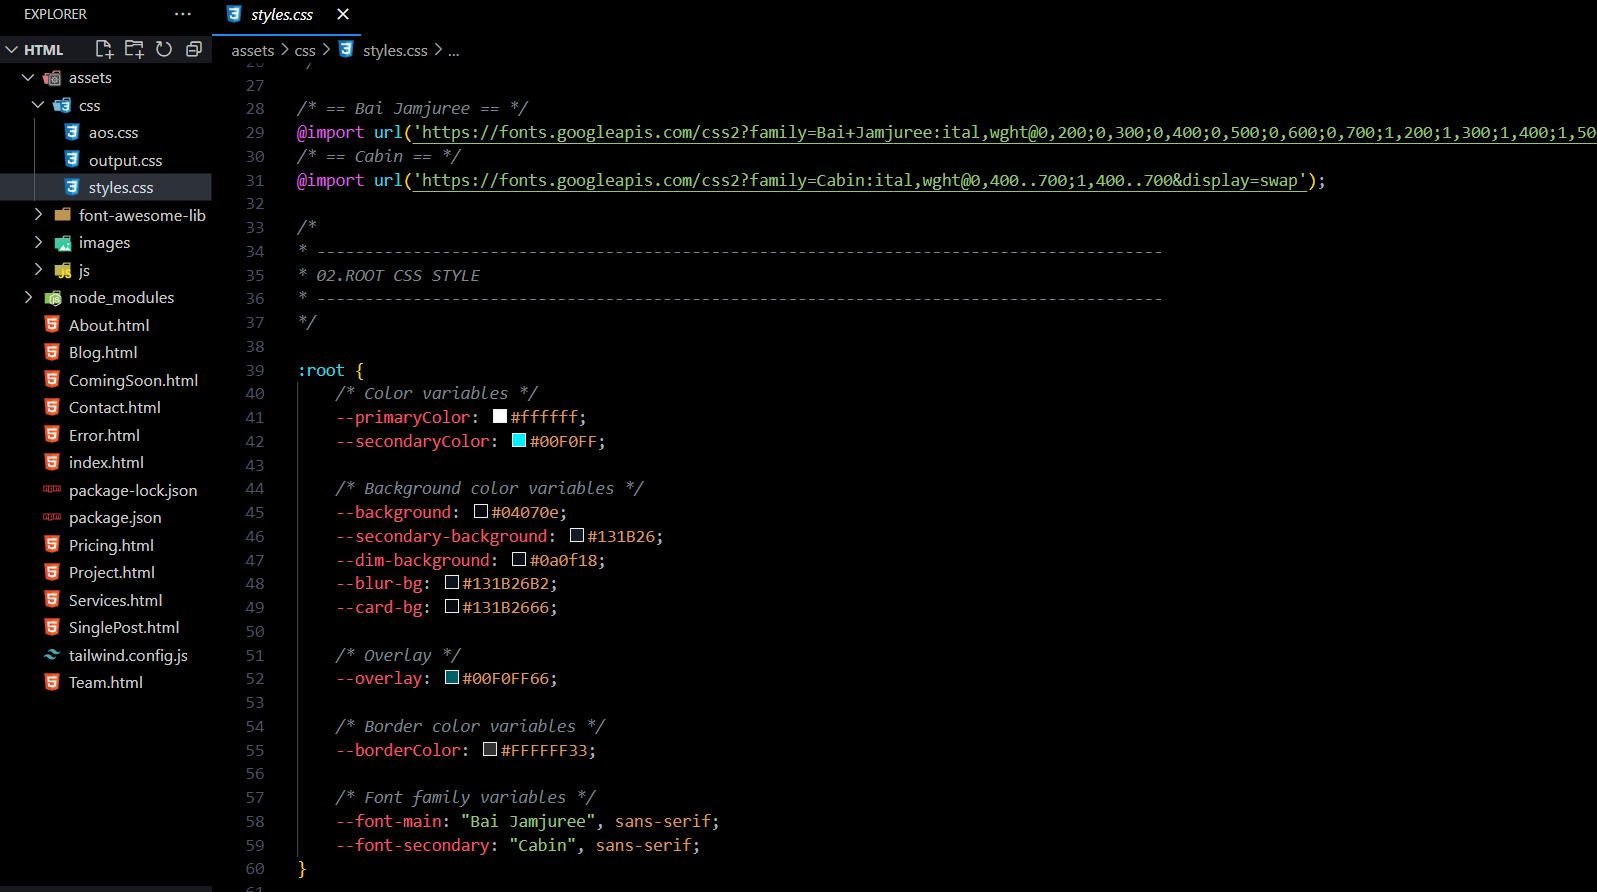 EXPLORER
···
styles.css
HTML
assets > css > styles.css > ...
assets
css
aos.css
output.css
styles.css
font-awesome-lib
images
js
node_modules
About.html
Blog.html
ComingSoon.html
Contact.html
Error.html
index.html
package-lock.json
package.json
Pricing.html
Project.html
Services.html
SinglePost.html
tailwind.config.js
Team.html
26 */
27
28 /* == Bai Jamjuree == */
29 @import url('https://fonts.googleapis.com/css2?family=Bai+Jamjuree:ital,wght@0,200;0,300;0,400;0,500;0,600;0,700;1,200;1,300;1,400;1,50
30 /* == Cabin == */
31 @import url('https://fonts.googleapis.com/css2?family=Cabin:ital,wght@0,400..700;1,400..700&display=swap');
32
33 /*
34 * ----------------------------------------------------------------------------------------
35 * 02.ROOT CSS STYLE
36 * ----------------------------------------------------------------------------------------
37 */
38
39 :root {
40 /* Color variables */
41 --primaryColor: #ffffff;
42 --secondaryColor: #00F0FF;
43
44 /* Background color variables */
45 --background: #04070e;
46 --secondary-background: #131B26;
47 --dim-background: #0a0f18;
48 --blur-bg: #131B26B2;
49 --card-bg: #131B2666;
50
51 /* Overlay */
52 --overlay: #00F0FF66;
53
54 /* Border color variables */
55 --borderColor: #FFFFFF33;
56
57 /* Font family variables */
58 --font-main: "Bai Jamjuree", sans-serif;
59 --font-secondary: "Cabin", sans-serif;
60 }
61